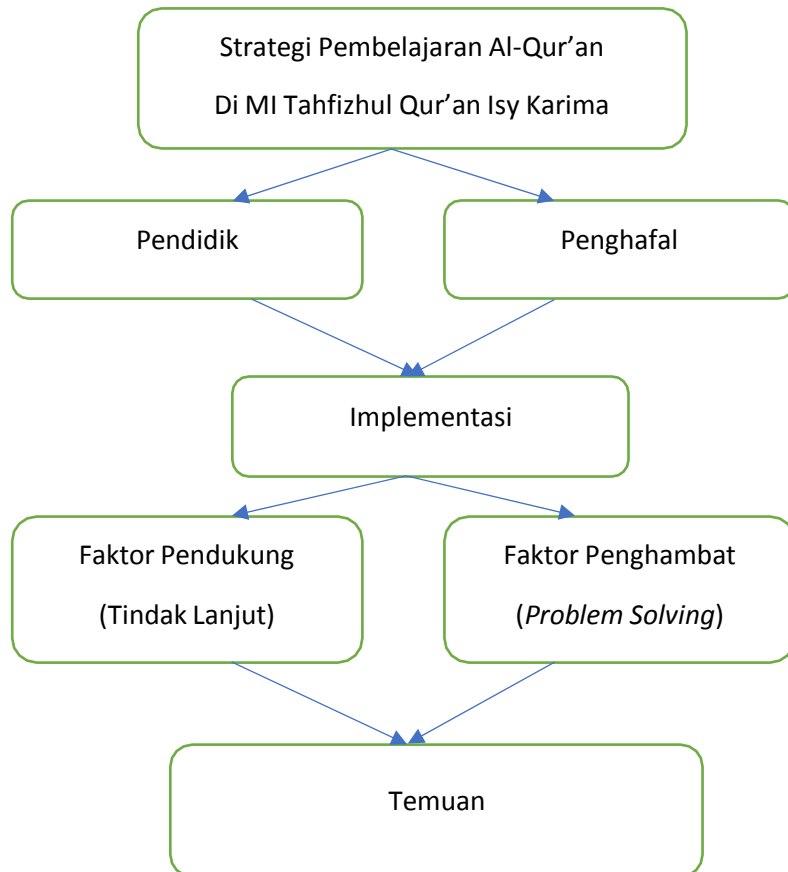 Strategi Pembelajaran Al-Qur’an
Di MI Tahfizhul Qur’an Isy Karima
Pendidik
Penghafal
Implementasi
Faktor Pendukung
(Tindak Lanjut)
Faktor Penghambat
(Problem Solving)
Temuan